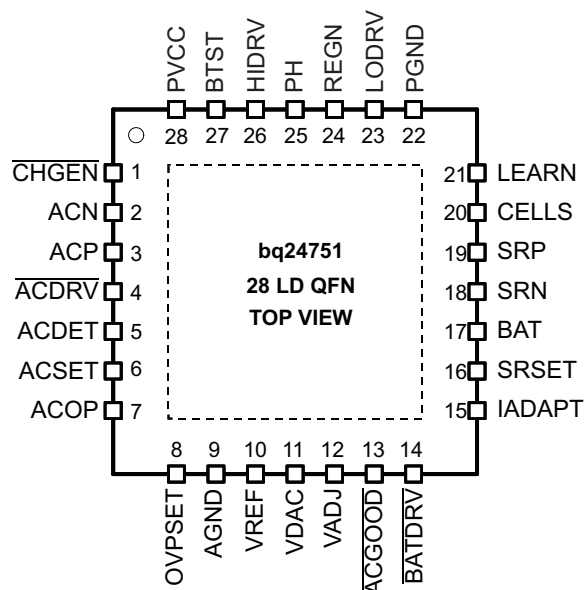 PVCC
BTST
HIDRV
PH
REGN
LODRV
PGND
28 27 26 25 24 23 22
CHGEN 1
ACN 2
ACP 3
ACDRV 4
ACDET 5
ACSET 6
ACOP 7
bq24751
28 LD QFN
TOP VIEW
21 LEARN
20 CELLS
19 SRP
18 SRN
17 BAT
16 SRSET
15 IADAPT
8 9 10 11 12 13 14
OVPSET
AGND
VREF
VDAC
VADJ
ACGOOD
BATDRV